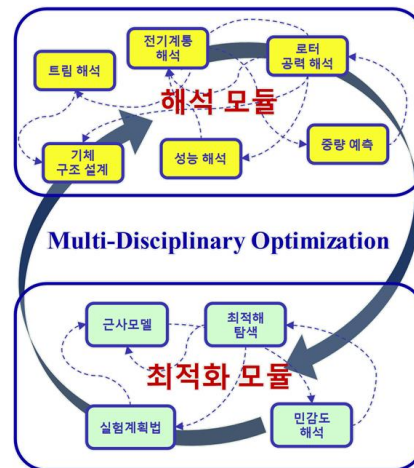 전기계통
해석
로터
공력 해석
트림 해석
해석 모듈
기체
구조 설계
성능 해석
중량 예측
Multi-Disciplinary Optimization
근사모델
최적해
탐색
최적화 모듈
실험계획법
민감도
해석